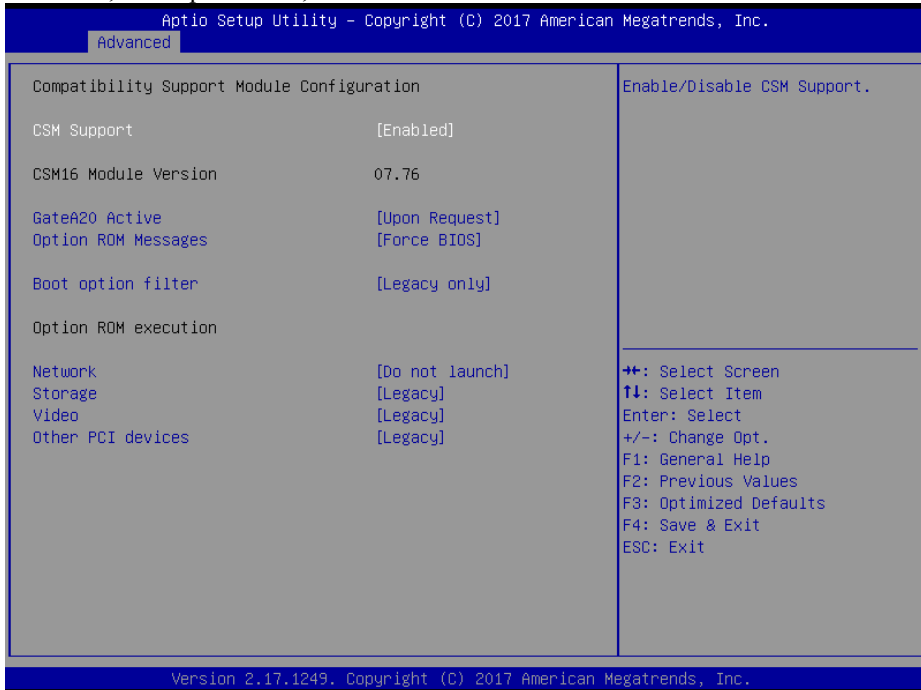 Aptio Setup Utility – Copyright (C) 2017 American Megatrends, Inc.
Advanced
Compatibility Support Module Configuration
Enable/Disable CSM Support.
CSM Support [Enabled]
CSM16 Module Version 07.76
GateA20 Active [Upon Request]
Option ROM Messages [Force BIOS]
Boot option filter [Legacy only]
Option ROM execution
Network [Do not launch]
Storage [Legacy]
Video [Legacy]
Other PCI devices [Legacy]
→←: Select Screen
↑↓: Select Item
Enter: Select
+/-: Change Opt.
F1: General Help
F2: Previous Values
F3: Optimized Defaults
F4: Save & Exit
ESC: Exit
Version 2.17.1249. Copyright (C) 2017 American Megatrends, Inc.